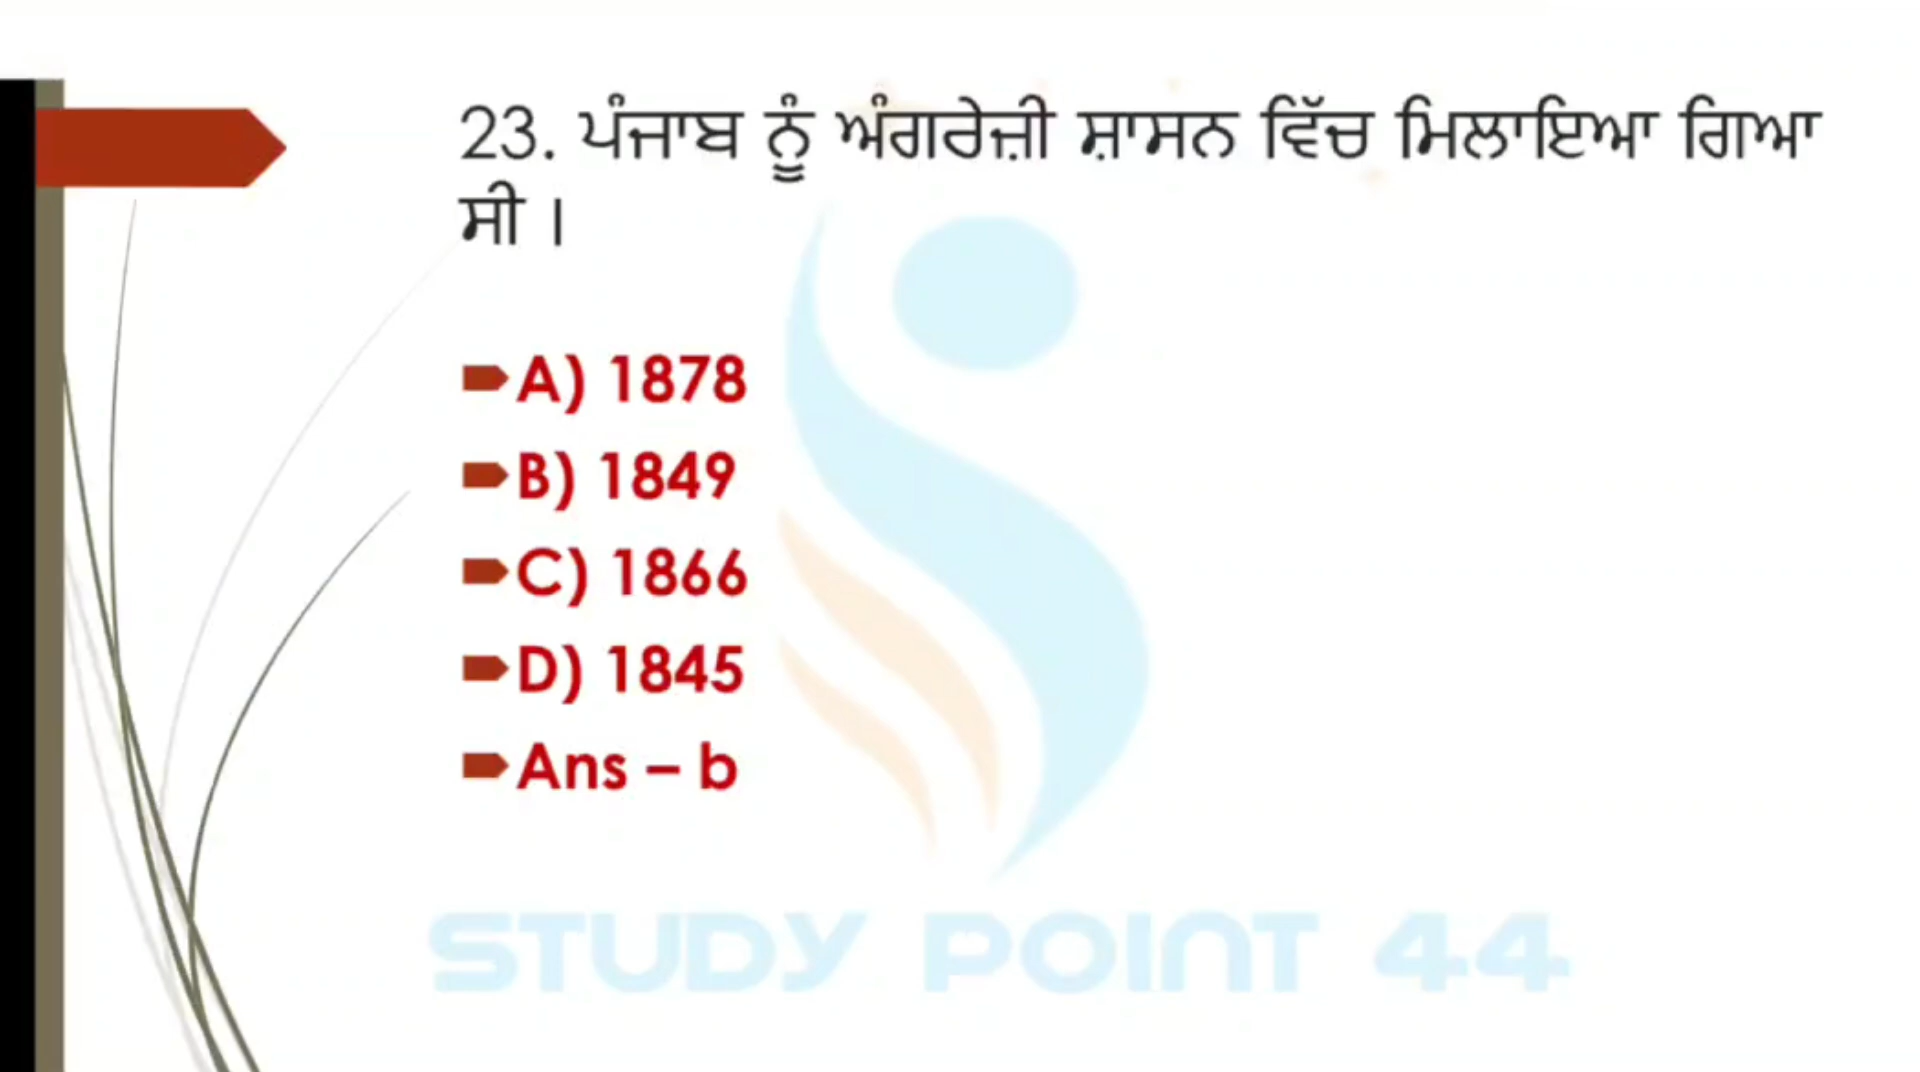 23. ਪੰਜਾਬ ਨੂੰ ਅੰਗਰੇਜ਼ੀ ਸ਼ਾਸਨ ਵਿੱਚ ਮਿਲਾਇਆ ਗਿਆ
ਸੀ ।
A) 1878
B) 1849
C) 1866
D) 1845
Ans – b
STUDY POINT 44